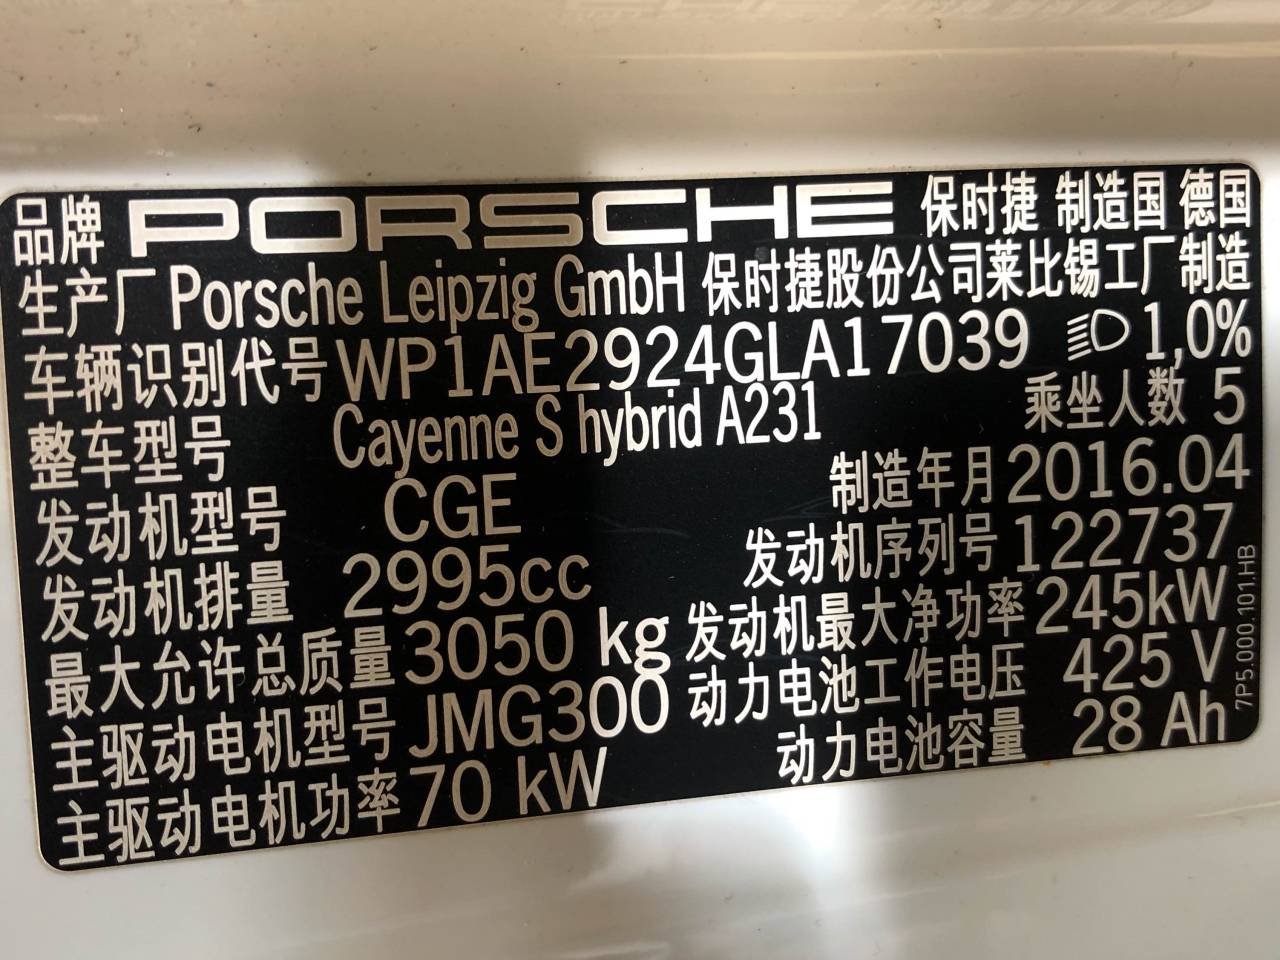 品牌 PORSCHE 保时捷 制造国 德国
生产厂 Porsche Leipzig GmbH 保时捷股份公司莱比锡工厂制造
车辆识别代号 WP1AE2924GLA17039 1,0%
整车型号 Cayenne S hybrid A231 乘坐人数 5
发动机型号 CGE 制造年月 2016.04
发动机排量 2995cc 发动机序列号 122737
最大允许总质量 3050 kg 发动机最大净功率 245kW
主驱动电机型号 JMG300 动力电池工作电压 425 V
主驱动电机功率 70 kW 动力电池容量 28 Ah
7P5.000.101.HB